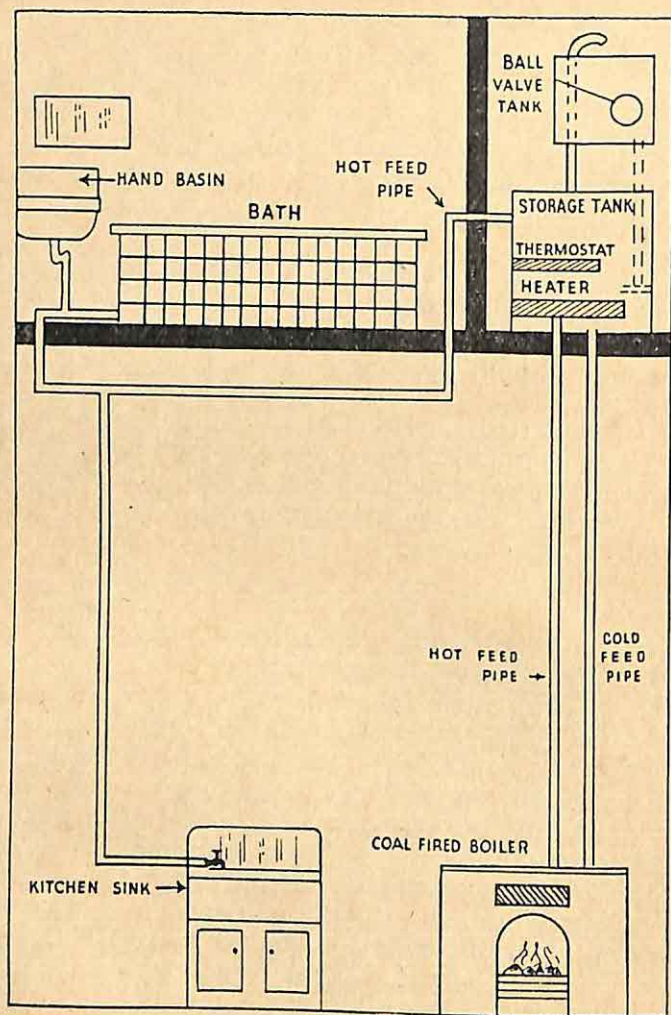 BALL
VALVE
TANK
HAND BASIN
HOT FEED
PIPE
BATH
STORAGE TANK
THERMOSTAT
HEATER
HOT FEED
PIPE
COLD
FEED
PIPE
COAL FIRED BOILER
KITCHEN SINK